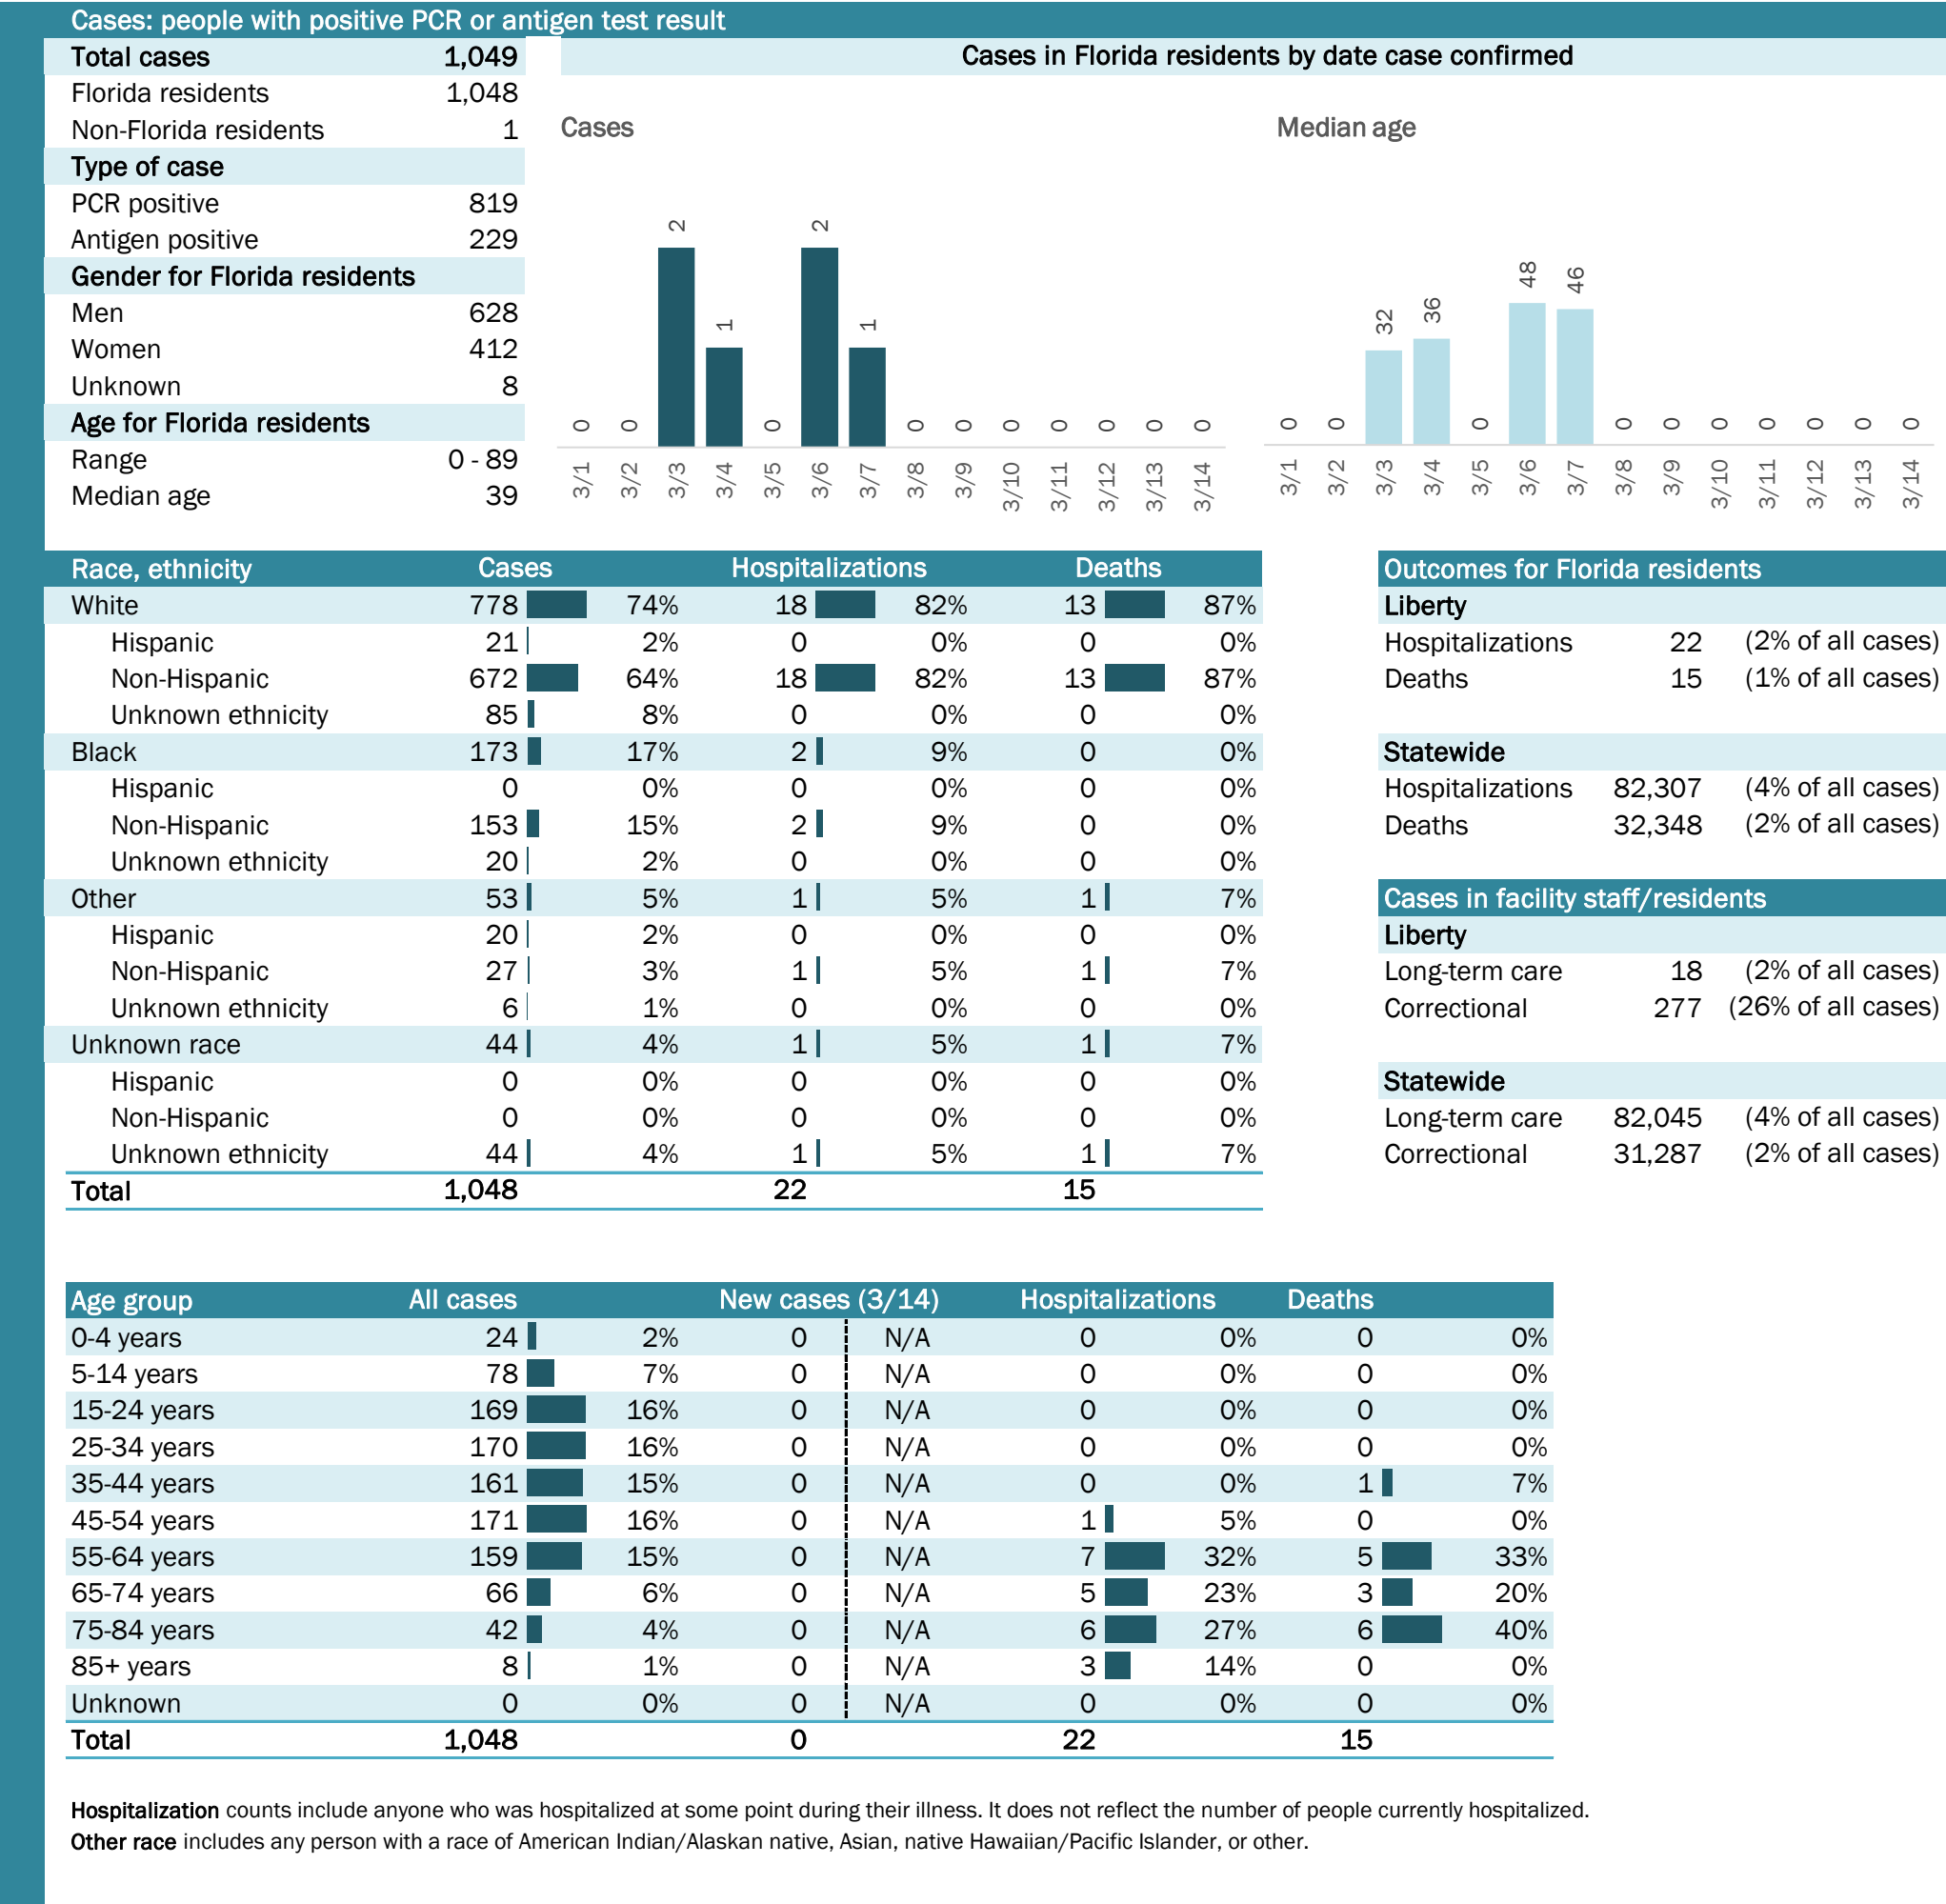 Cases: people with positive PCR or antigen test result
Total cases 1,049
Florida residents 1,048
Non-Florida residents 1
Type of case
PCR positive 819
Antigen positive 229
Gender for Florida residents
Men 628
Women 412
Unknown 8
Age for Florida residents
Range 0 - 89
Median age 39
Cases in Florida residents by date case confirmed
Cases
0 0 2 1 0 2 1 0 0 0 0 0 0 0
3/1 3/2 3/3 3/4 3/5 3/6 3/7 3/8 3/9 3/10 3/11 3/12 3/13 3/14
Median age
0 0 32 36 0 48 46 0 0 0 0 0 0 0
3/1 3/2 3/3 3/4 3/5 3/6 3/7 3/8 3/9 3/10 3/11 3/12 3/13 3/14
Race, ethnicity Cases Hospitalizations Deaths
White 778 74% 18 82% 13 87%
Hispanic 21 2% 0 0% 0 0%
Non-Hispanic 672 64% 18 82% 13 87%
Unknown ethnicity 85 8% 0 0% 0 0%
Black 173 17% 2 9% 0 0%
Hispanic 0 0% 0 0% 0 0%
Non-Hispanic 153 15% 2 9% 0 0%
Unknown ethnicity 20 2% 0 0% 0 0%
Other 53 5% 1 5% 1 7%
Hispanic 20 2% 0 0% 0 0%
Non-Hispanic 27 3% 1 5% 1 7%
Unknown ethnicity 6 1% 0 0% 0 0%
Unknown race 44 4% 1 5% 1 7%
Hispanic 0 0% 0 0% 0 0%
Non-Hispanic 0 0% 0 0% 0 0%
Unknown ethnicity 44 4% 1 5% 1 7%
Total 1,048 22 15
Outcomes for Florida residents
Liberty
Hospitalizations 22 (2% of all cases)
Deaths 15 (1% of all cases)
Statewide
Hospitalizations 82,307 (4% of all cases)
Deaths 32,348 (2% of all cases)
Cases in facility staff/residents
Liberty
Long-term care 18 (2% of all cases)
Correctional 277 (26% of all cases)
Statewide
Long-term care 82,045 (4% of all cases)
Correctional 31,287 (2% of all cases)
Age group All cases New cases (3/14) Hospitalizations Deaths
0-4 years 24 2% 0 N/A 0 0% 0 0%
5-14 years 78 7% 0 N/A 0 0% 0 0%
15-24 years 169 16% 0 N/A 0 0% 0 0%
25-34 years 170 16% 0 N/A 0 0% 0 0%
35-44 years 161 15% 0 N/A 0 0% 1 7%
45-54 years 171 16% 0 N/A 1 5% 0 0%
55-64 years 159 15% 0 N/A 7 32% 5 33%
65-74 years 66 6% 0 N/A 5 23% 3 20%
75-84 years 42 4% 0 N/A 6 27% 6 40%
85+ years 8 1% 0 N/A 3 14% 0 0%
Unknown 0 0% 0 N/A 0 0% 0 0%
Total 1,048 0 22 15
Hospitalization counts include anyone who was hospitalized at some point during their illness. It does not reflect the number of people currently hospitalized.
Other race includes any person with a race of American Indian/Alaskan native, Asian, native Hawaiian/Pacific Islander, or other.